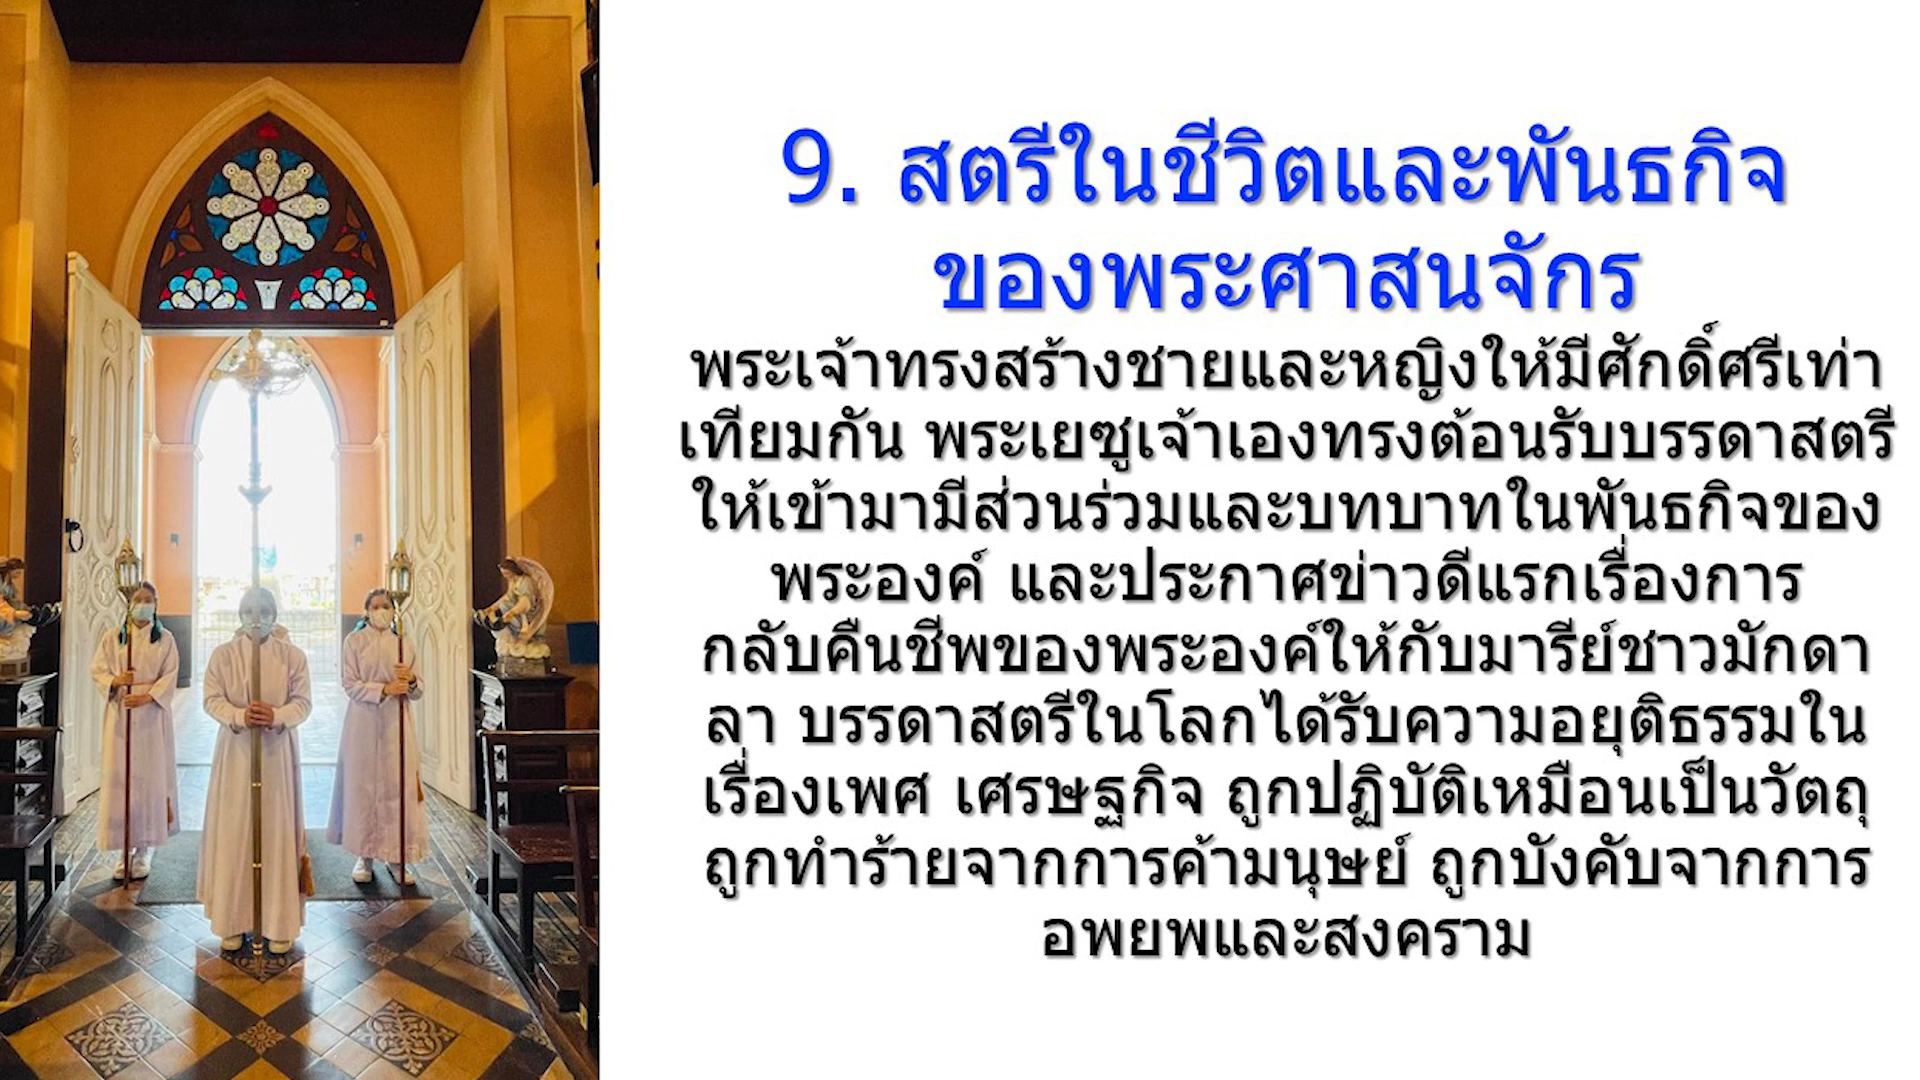 9. สตรีในชีวิตและพันธกิจ
ของพระศาสนจักร
พระเจ้าทรงสร้างชายและหญิงให้มีศักดิ์ศรีเท่า
เทียมกัน พระเยซูเจ้าเองทรงต้อนรับบรรดาสตรี
ให้เข้ามามีส่วนร่วมและบทบาทในพันธกิจของ
พระองค์ และประกาศข่าวดีแรกเรื่องการ
กลับคืนชีพของพระองค์ให้กับมารีย์ชาวมักดา
ลา บรรดาสตรีในโลกได้รับความอยุติธรรมใน
เรื่องเพศ เศรษฐกิจ ถูกปฏิบัติเหมือนเป็นวัตถุ
ถูกทำร้ายจากการค้ามนุษย์ ถูกบังคับจากการ
อพยพและสงคราม